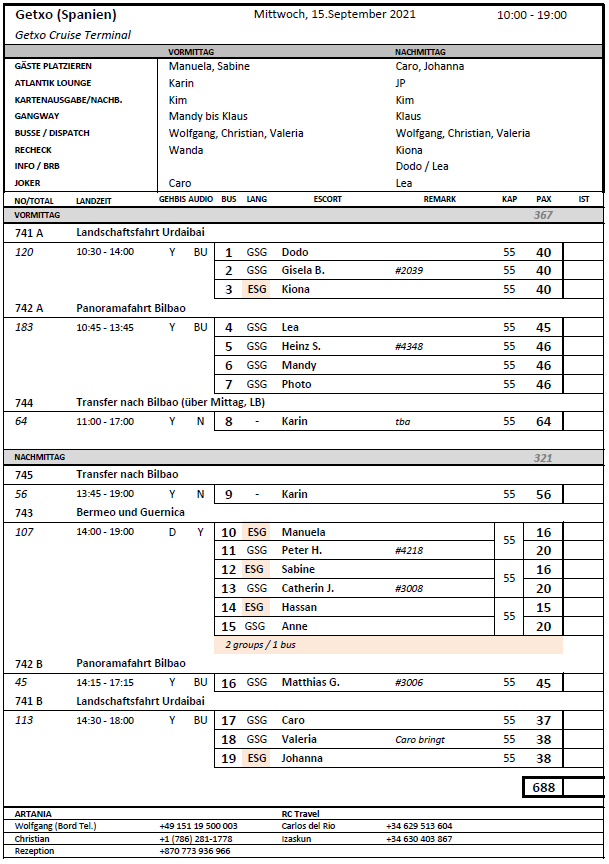 Getxo (Spanien) Mittwoch, 15.September 2021 10:00 - 19:00
Getxo Cruise Terminal
VORMITTAG NACHMITTAG
GÄSTE PLATZIEREN Manuela, Sabine Caro, Johanna
ATLANTIK LOUNGE Karin JP
KARTENAUSGABE/NACHB. Kim Kim
GANGWAY Mandy bis Klaus Klaus
BUSSE / DISPATCH Wolfgang, Christian, Valeria Wolfgang, Christian, Valeria
RECHECK Wanda Kiona
INFO / BRB Dodo / Lea
JOKER Caro Lea
NO/TOTAL LANDZEIT GEHBIS AUDIO BUS LANG ESCORT REMARK KAP PAX IST
VORMITTAG 367
741 A Landschaftsfahrt Urdaibai
120 10:30 - 14:00 Y BU 1 GSG Dodo 55 40
2 GSG Gisela B. #2039 55 40
3 ESG Kiona 55 40
742 A Panoramafahrt Bilbao
183 10:45 - 13:45 Y BU 4 GSG Lea 55 45
5 GSG Heinz S. #4348 55 46
6 GSG Mandy 55 46
7 GSG Photo 55 46
744 Transfer nach Bilbao (über Mittag, LB)
64 11:00 - 17:00 Y N 8 - Karin tba 55 64
NACHMITTAG 321
745 Transfer nach Bilbao
56 13:45 - 19:00 Y N 9 - Karin 55 56
743 Bermeo und Guernica
107 14:00 - 19:00 D Y 10 ESG Manuela 55 16
11 GSG Peter H. #4218 20
12 ESG Sabine 55 16
13 GSG Catherin J. #3008 20
14 ESG Hassan 55 15
15 GSG Anne 20
2 groups / 1 bus
742 B Panoramafahrt Bilbao
45 14:15 - 17:15 Y BU 16 GSG Matthias G. #3006 55 45
741 B Landschaftsfahrt Urdaibai
113 14:30 - 18:00 Y BU 17 GSG Caro 55 37
18 GSG Valeria Caro bringt 55 38
19 ESG Johanna 55 38
688
ARTANIA RC Travel
Wolfgang (Bord Tel.) +49 151 19 500 003 Carlos del Rio +34 629 513 604
Christian +1 (786) 281-1778 Izaskun +34 630 403 867
Rezeption +870 773 936 966